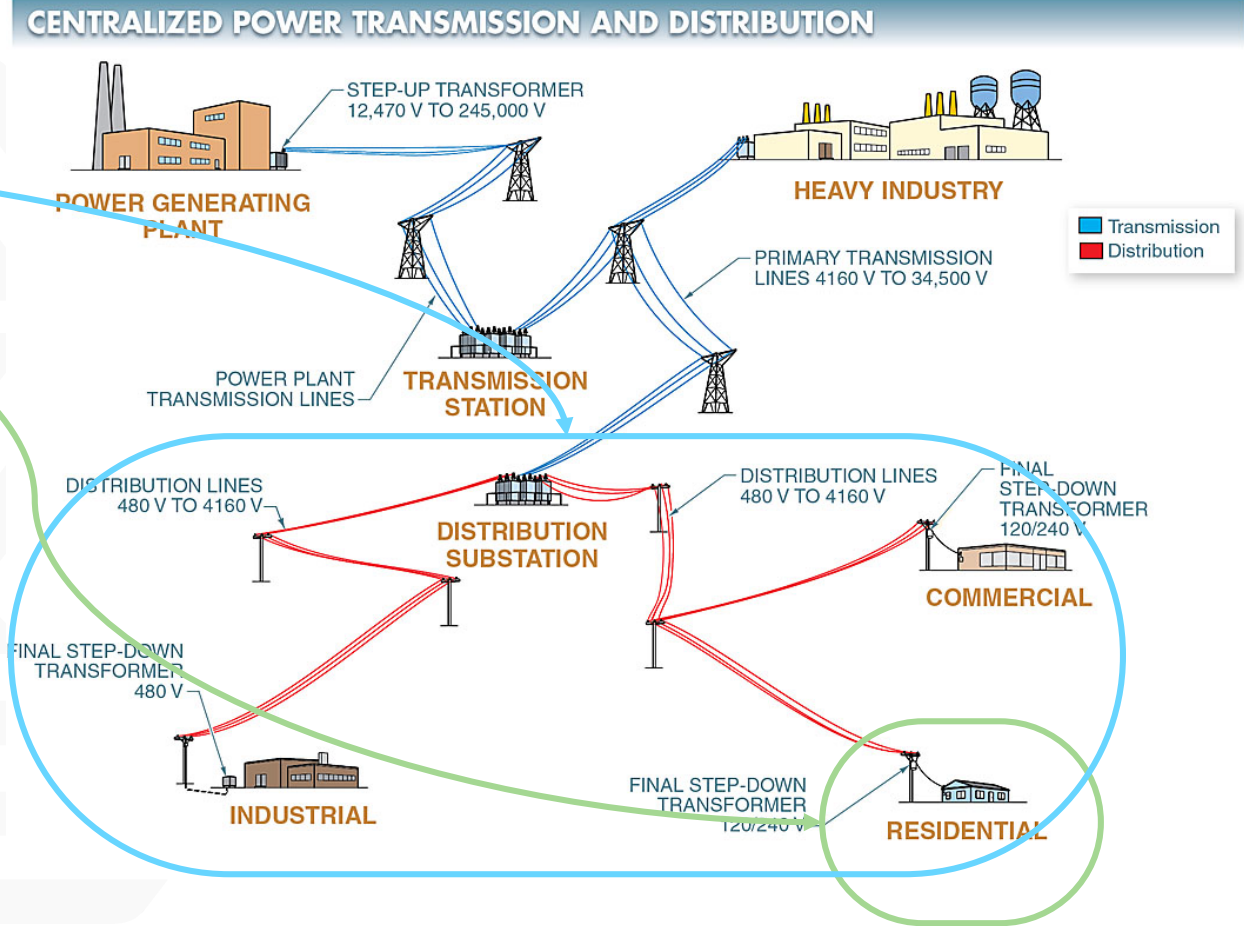 CENTRALIZED POWER TRANSMISSION AND DISTRIBUTION
STEP-UP TRANSFORMER
12,470 V TO 245,000 V
POWER GENERATING
PLANT
HEAVY INDUSTRY
Transmission
Distribution
PRIMARY TRANSMISSION
LINES 4160 V TO 34,500 V
POWER PLANT
TRANSMISSION LINES
TRANSMISSION
STATION
DISTRIBUTION LINES
480 V TO 4160 V
DISTRIBUTION
SUBSTATION
DISTRIBUTION LINES
480 V TO 4160 V
FINAL
STEP-DOWN
TRANSFORMER
120/240 V
COMMERCIAL
FINAL STEP-DOWN
TRANSFORMER
480 V
INDUSTRIAL
FINAL STEP-DOWN
TRANSFORMER
120/240 V
RESIDENTIAL